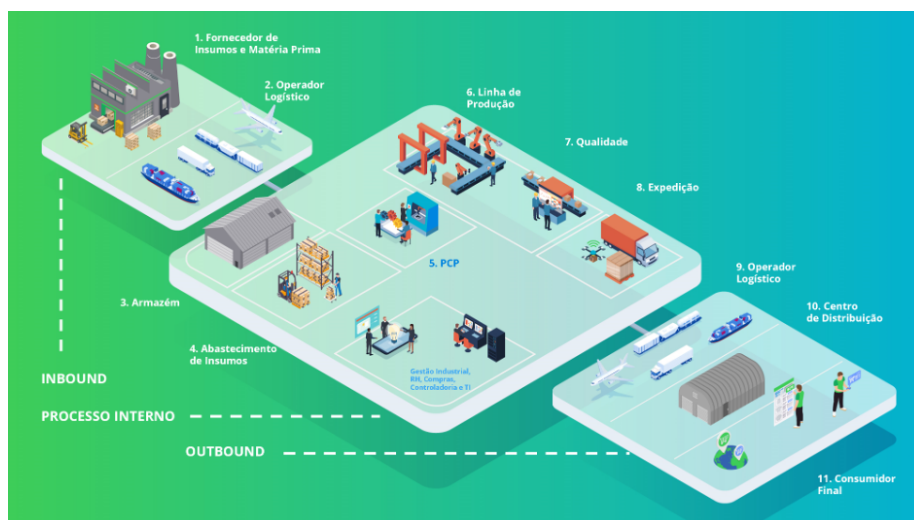 1. Fornecedor de
Insumos e Matéria Prima
2. Operador
Logístico
3. Armazém
4. Abastecimento
de Insumos
5. PCP
6. Linha de
Produção
7. Qualidade
8. Expedição
9. Operador
Logístico
10. Centro
de Distribuição
11. Consumidor
Final
Gestão Industrial,
RH, Compras,
Controladoria e TI
INBOUND
PROCESSO INTERNO
OUTBOUND